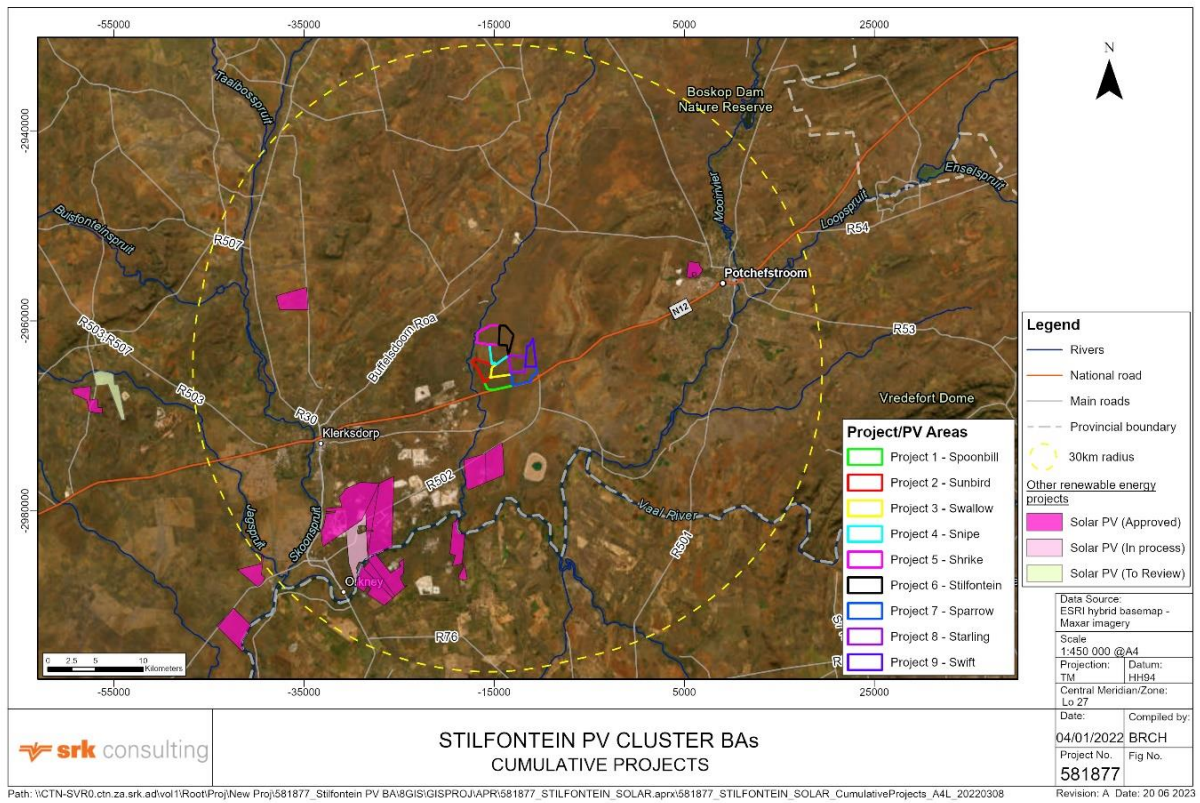 -55000
-35000
-15000
5000
25000
N
Taaibosspruit
Boskop Dam
Nature Reserve
-2940000
Enselspruit
Mooirivier
Loopspruit
Buisfonteinspruit
R507
R54
Potchefstroom
N12
-2960000
R503;R507
Buffelsdoorn Roa
R53
R503
R30
Klerksdorp
Vredefort Dome
R502
-2980000
Vaal River
Jagspruit
Skoonspruit
R501
Orkney
R76
0 2.5 5 10
Kilometers
-55000
-35000
-15000
5000
25000
Project/PV Areas
Project 1 - Spoonbill
Project 2 - Sunbird
Project 3 - Swallow
Project 4 - Snipe
Project 5 - Shrike
Project 6 - Stilfontein
Project 7 - Sparrow
Project 8 - Starling
Project 9 - Swift
Legend
Rivers
National road
Main roads
Provincial boundary
30km radius
Other renewable energy
projects
Solar PV (Approved)
Solar PV (In process)
Solar PV (To Review)
Data Source:
ESRI hybrid basemap -
Maxar imagery
Scale
1:450 000 @A4
Projection:
TM
Datum:
HH94
Central Meridian/Zone:
Lo 27
Date:
04/01/2022
Compiled by:
BRCH
Project No.
581877
Fig No.
srk consulting
STILFONTEIN PV CLUSTER BAs
CUMULATIVE PROJECTS
Path: \\CTN-SVR0.ctn.za.srk.ad\vol1\Root\Proj\New Proj\581877_Stilfontein PV BA\8GIS\GISPROJ\APR\581877_STILFONTEIN_SOLAR.aprx\581877_STILFONTEIN_SOLAR_CumulativeProjects_A4L_20220308
Revision: A Date: 20 06 2023